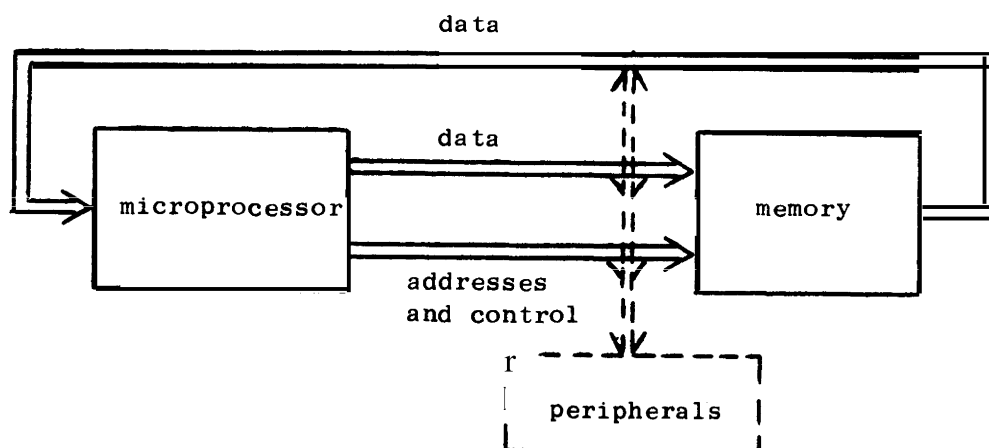 data
data
microprocessor
memory
addresses
and control
peripherals